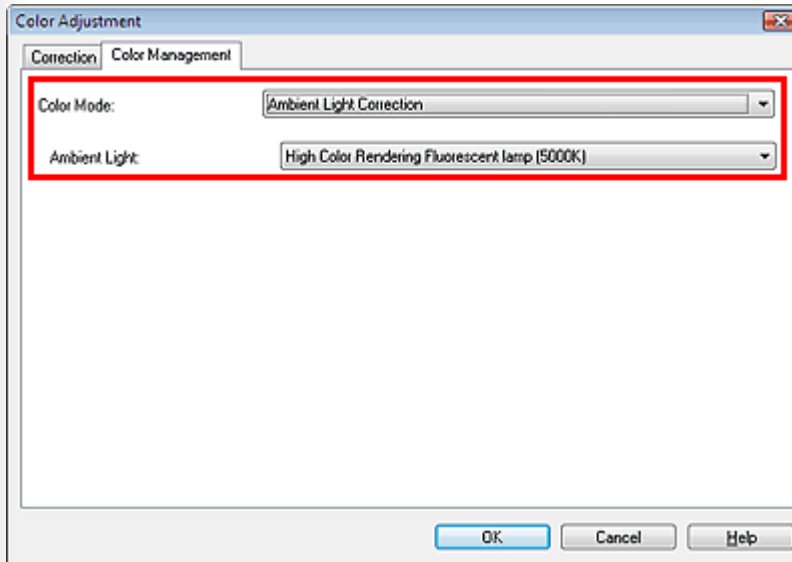 Color Adjustment
Correction Color Management
Color Mode: Ambient Light Correction
Ambient Light: High Color Rendering Fluorescent lamp (5000K)
OK Cancel Help